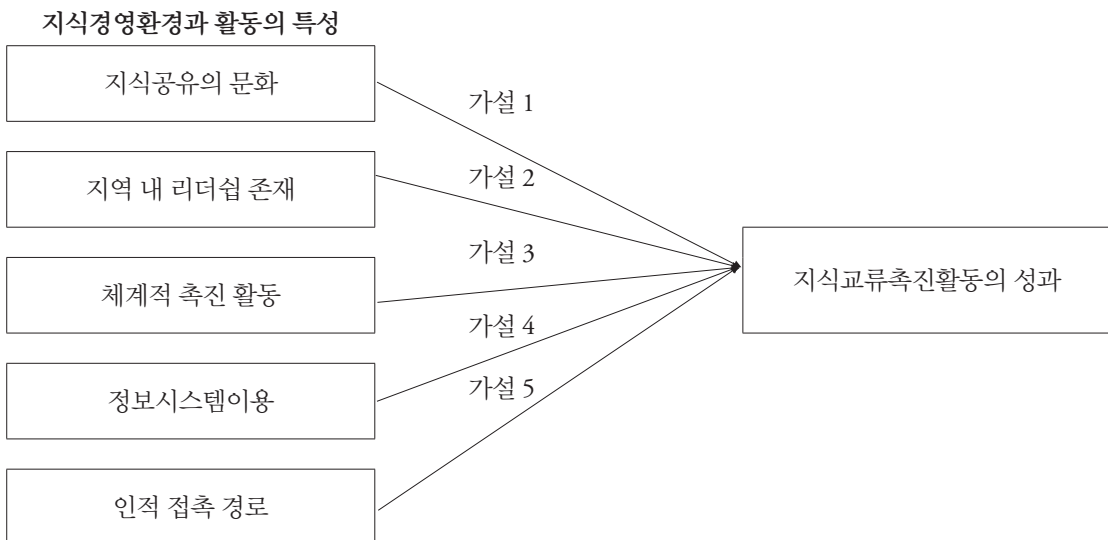 지식경영환경과 활동의 특성
지식공유의 문화
가설 1
지역 내 리더쉽 존재
가설 2
가설 3
체계적 촉진 활동
지식교류촉진활동의 성과
가설 4
정보시스템이용
가설 5
인적 접촉 경로